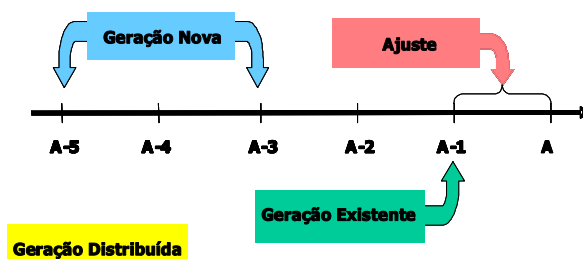 Geração Nova
Ajuste
A-5 A-4 A-3 A-2 A-1 A
Geração Existente
Geração Distribuída